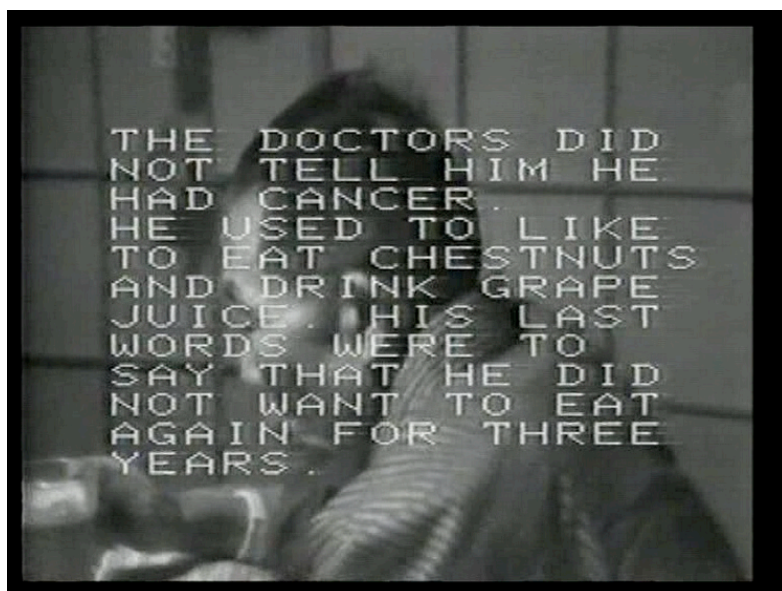 THE DOCTORS DID
NOT TELL HIM HE
HAD CANCER.
HE USED TO LIKE
TO EAT CHESTNUTS
AND DRINK GRAPE
JUICE. HIS LAST
WORDS WERE TO
SAY THAT HE DID
NOT WANT TO EAT
AGAIN FOR THREE
YEARS.